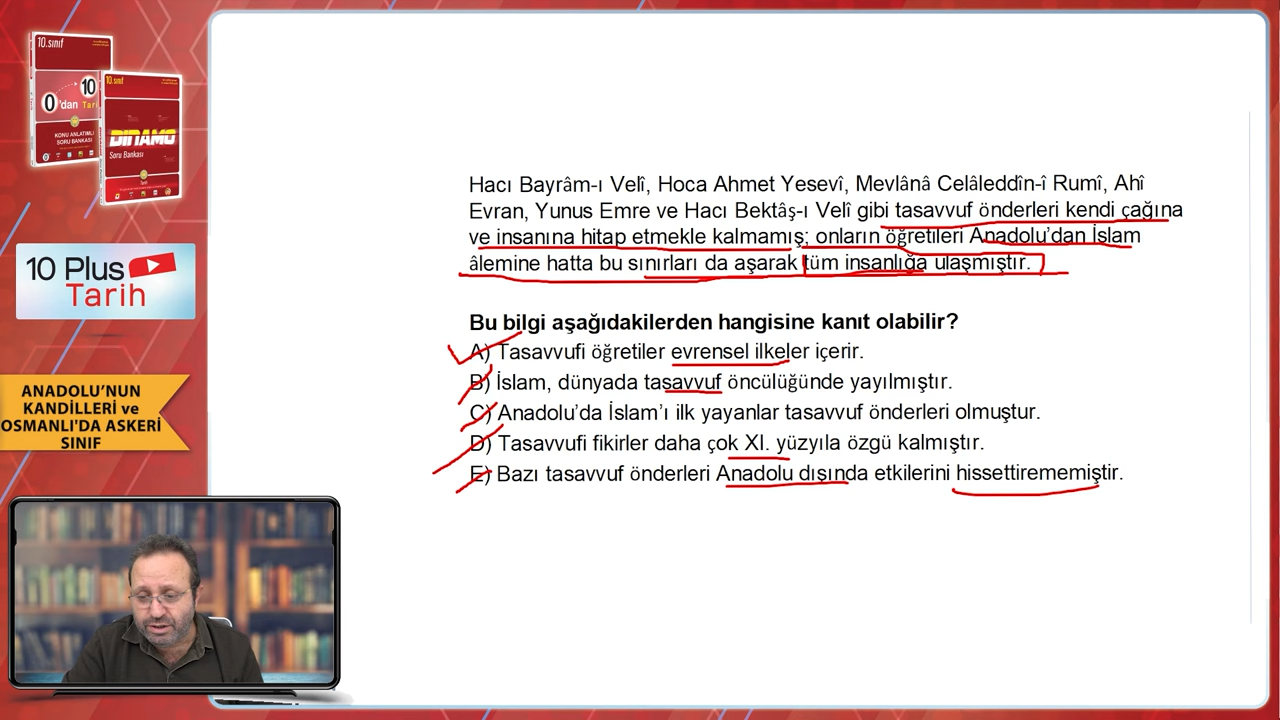 10.sınıf
0'dan 10
Tarih
KONU ANLATIMLI
SORU BANKASI
10.sınıf
DINAMO
Soru Bankası
Tarih
10 Plus
Tarih
ANADOLU'NUN
KANDİLLERİ ve
OSMANLI'DA ASKERİ
SINIF
Hacı Bayrâm-ı Velî, Hoca Ahmet Yesevî, Mevlânâ Celâleddîn-î Rumî, Ahî
Evran, Yunus Emre ve Hacı Bektâş-ı Velî gibi tasavvuf önderleri kendi çağına
ve insanına hitap etmekle kalmamış; onların öğretileri Anadolu'dan İslam
âlemine hatta bu sınırları da aşarak tüm insanlığa ulaşmıştır.
Bu bilgi aşağıdakilerden hangisine kanıt olabilir?
A) Tasavvufi öğretiler evrensel ilkeler içerir.
B) İslam, dünyada tasavvuf öncülüğünde yayılmıştır.
C) Anadolu'da İslam'ı ilk yayanlar tasavvuf önderleri olmuştur.
D) Tasavvufi fikirler daha çok XI. yüzyıla özgü kalmıştır.
E) Bazı tasavvuf önderleri Anadolu dışında etkilerini hissettirememiştir.